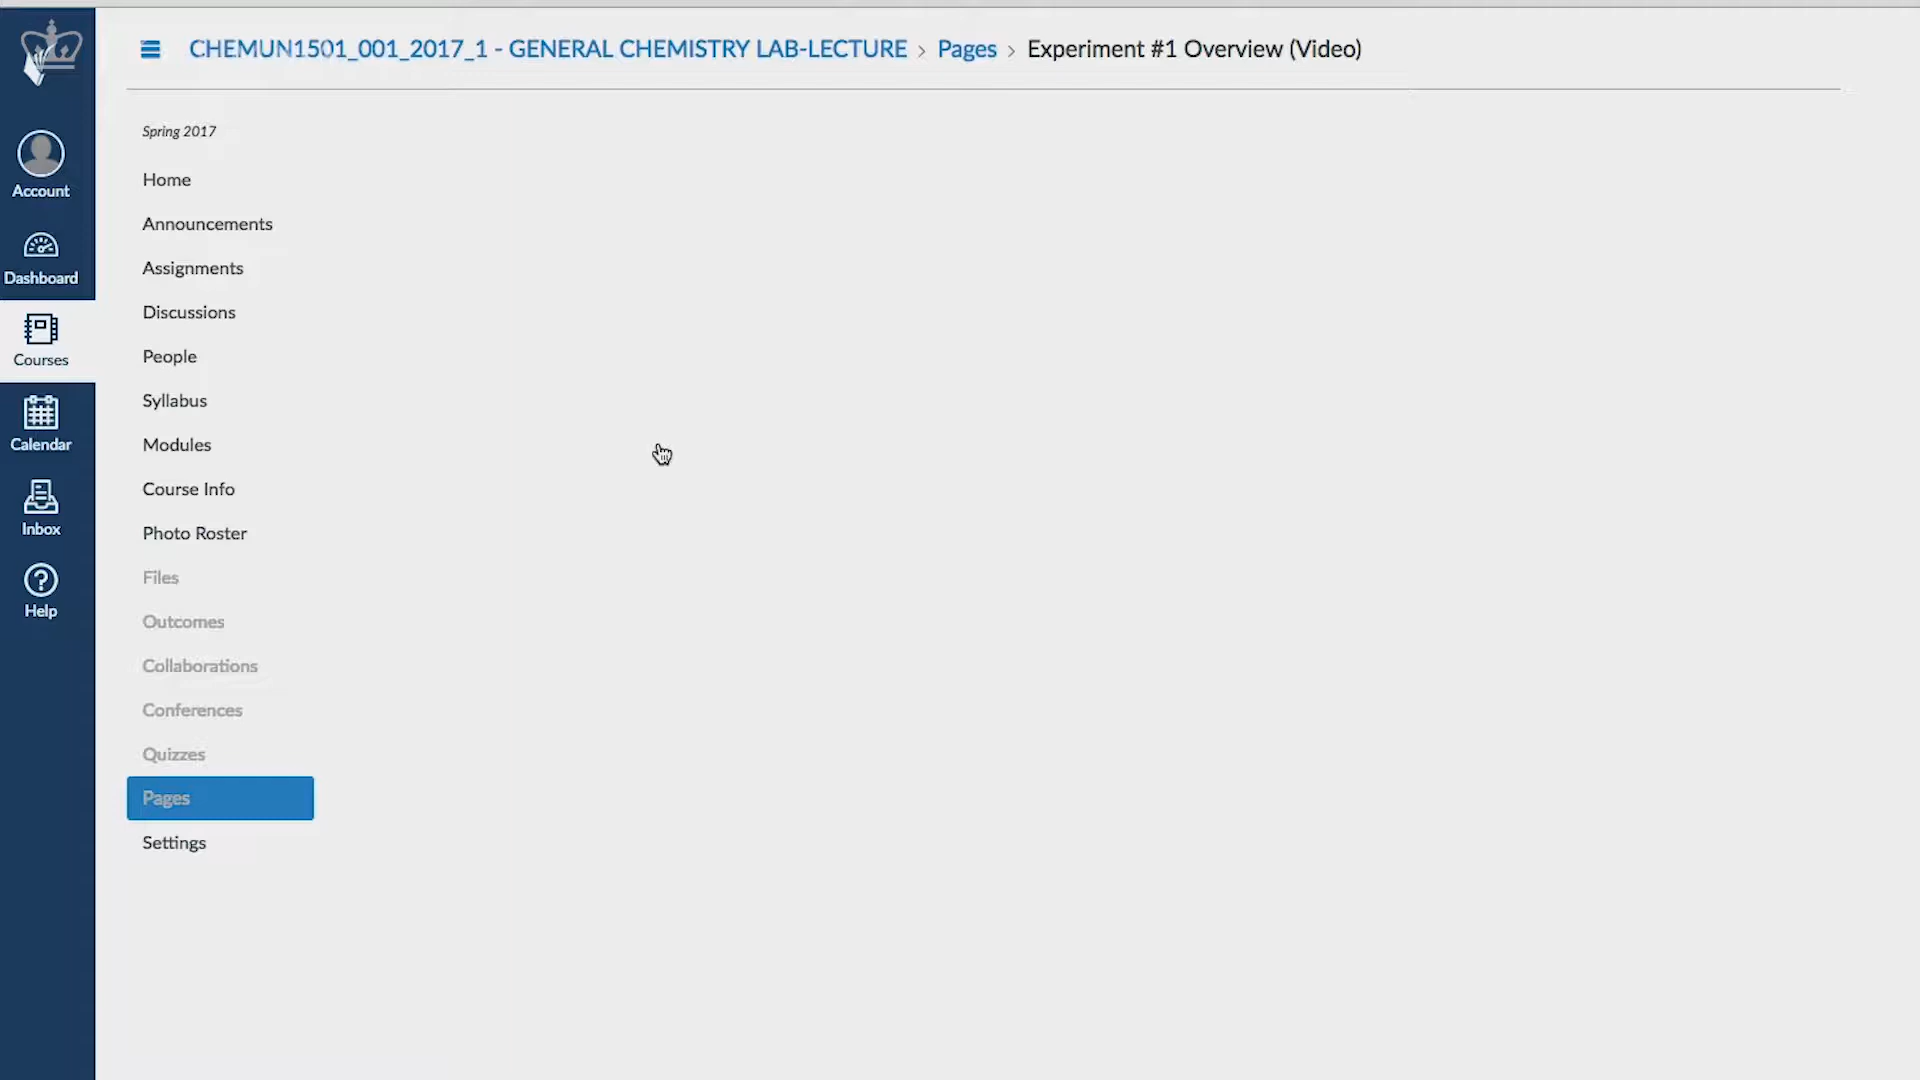 CHEMUN1501_001_2017_1 - GENERAL CHEMISTRY LAB-LECTURE > Pages > Experiment #1 Overview (Video)
Spring 2017
Home
Announcements
Assignments
Discussions
People
Syllabus
Modules
Course Info
Photo Roster
Files
Outcomes
Collaborations
Conferences
Quizzes
Pages
Settings
Account
Dashboard
Courses
Calendar
Inbox
Help